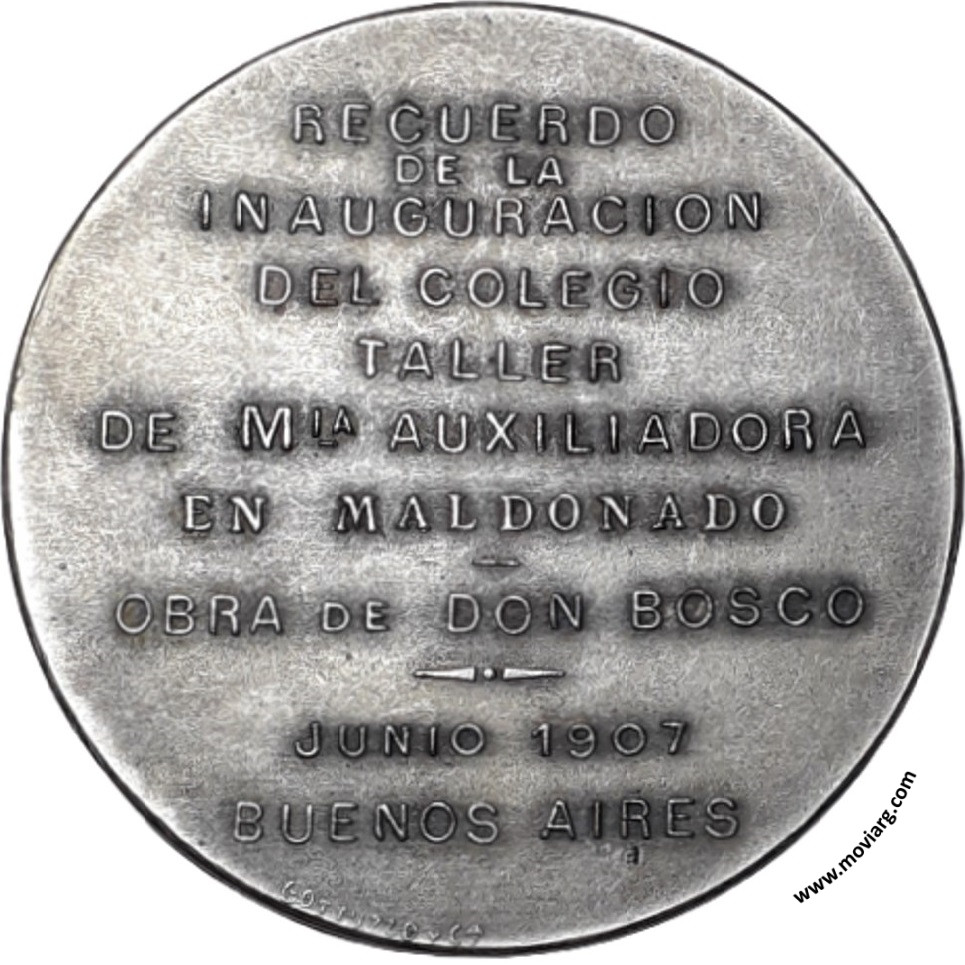 RECUERDO
DE LA
INAUGURACION
DEL COLEGIO
TALLER
DE MLA AUXILIADORA
EN MALDONADO
OBRA DE DON BOSCO
JUNIO 1907
BUENOS AIRES
www.moviarg.com